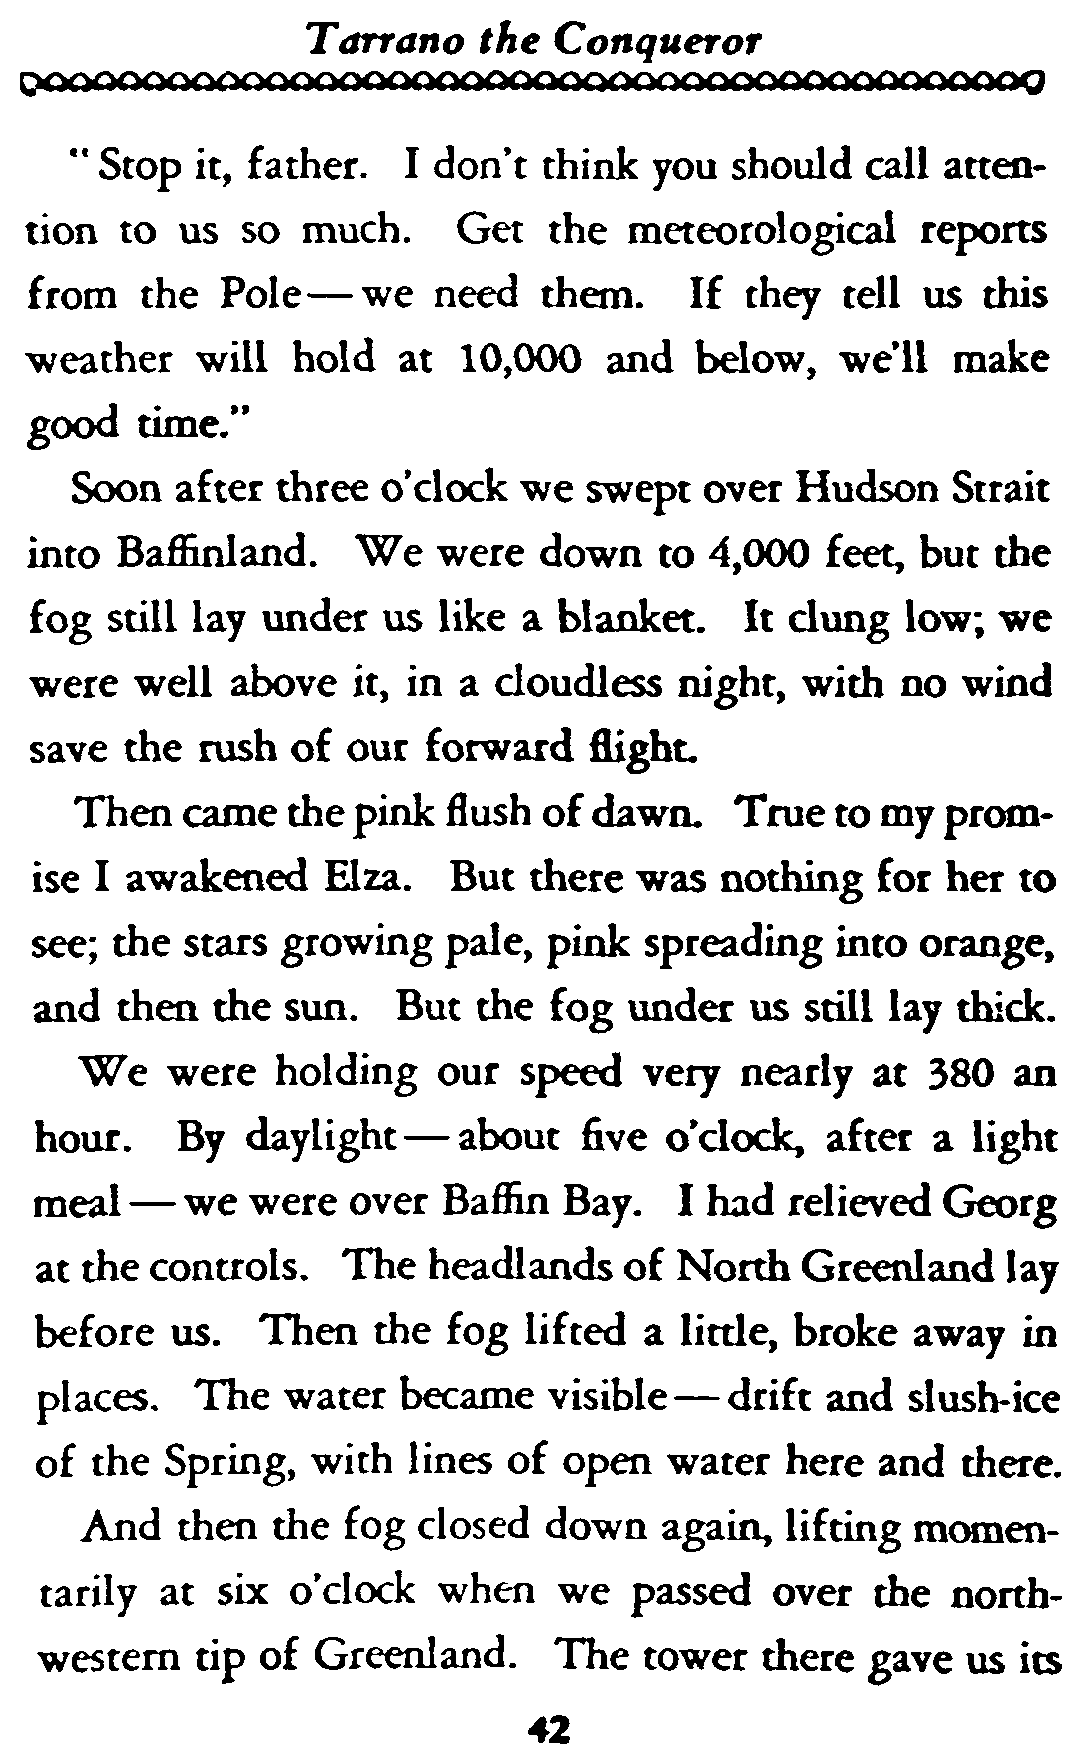 Tarrano the Conqueror
"Stop it, father. I don't think you should call atten-
tion to us so much. Get the meteorological reports
from the Pole—we need them. If they tell us this
weather will hold at 10,000 and below, we'll make
good time."
Soon after three o'clock we swept over Hudson Strait
into Baffinland. We were down to 4,000 feet, but the
fog still lay under us like a blanket. It clung low; we
were well above it, in a cloudless night, with no wind
save the rush of our forward flight.
Then came the pink flush of dawn. True to my prom-
ise I awakened Elza. But there was nothing for her to
see; the stars growing pale, pink spreading into orange,
and then the sun. But the fog under us still lay thick.
We were holding our speed very nearly at 380 an
hour. By daylight—about five o'clock, after a light
meal—we were over Baffin Bay. I had relieved Georg
at the controls. The headlands of North Greenland lay
before us. Then the fog lifted a little, broke away in
places. The water became visible—drift and slush-ice
of the Spring, with lines of open water here and there.
And then the fog closed down again, lifting momen-
tarily at six o'clock when we passed over the north-
western tip of Greenland. The tower there gave us its
42